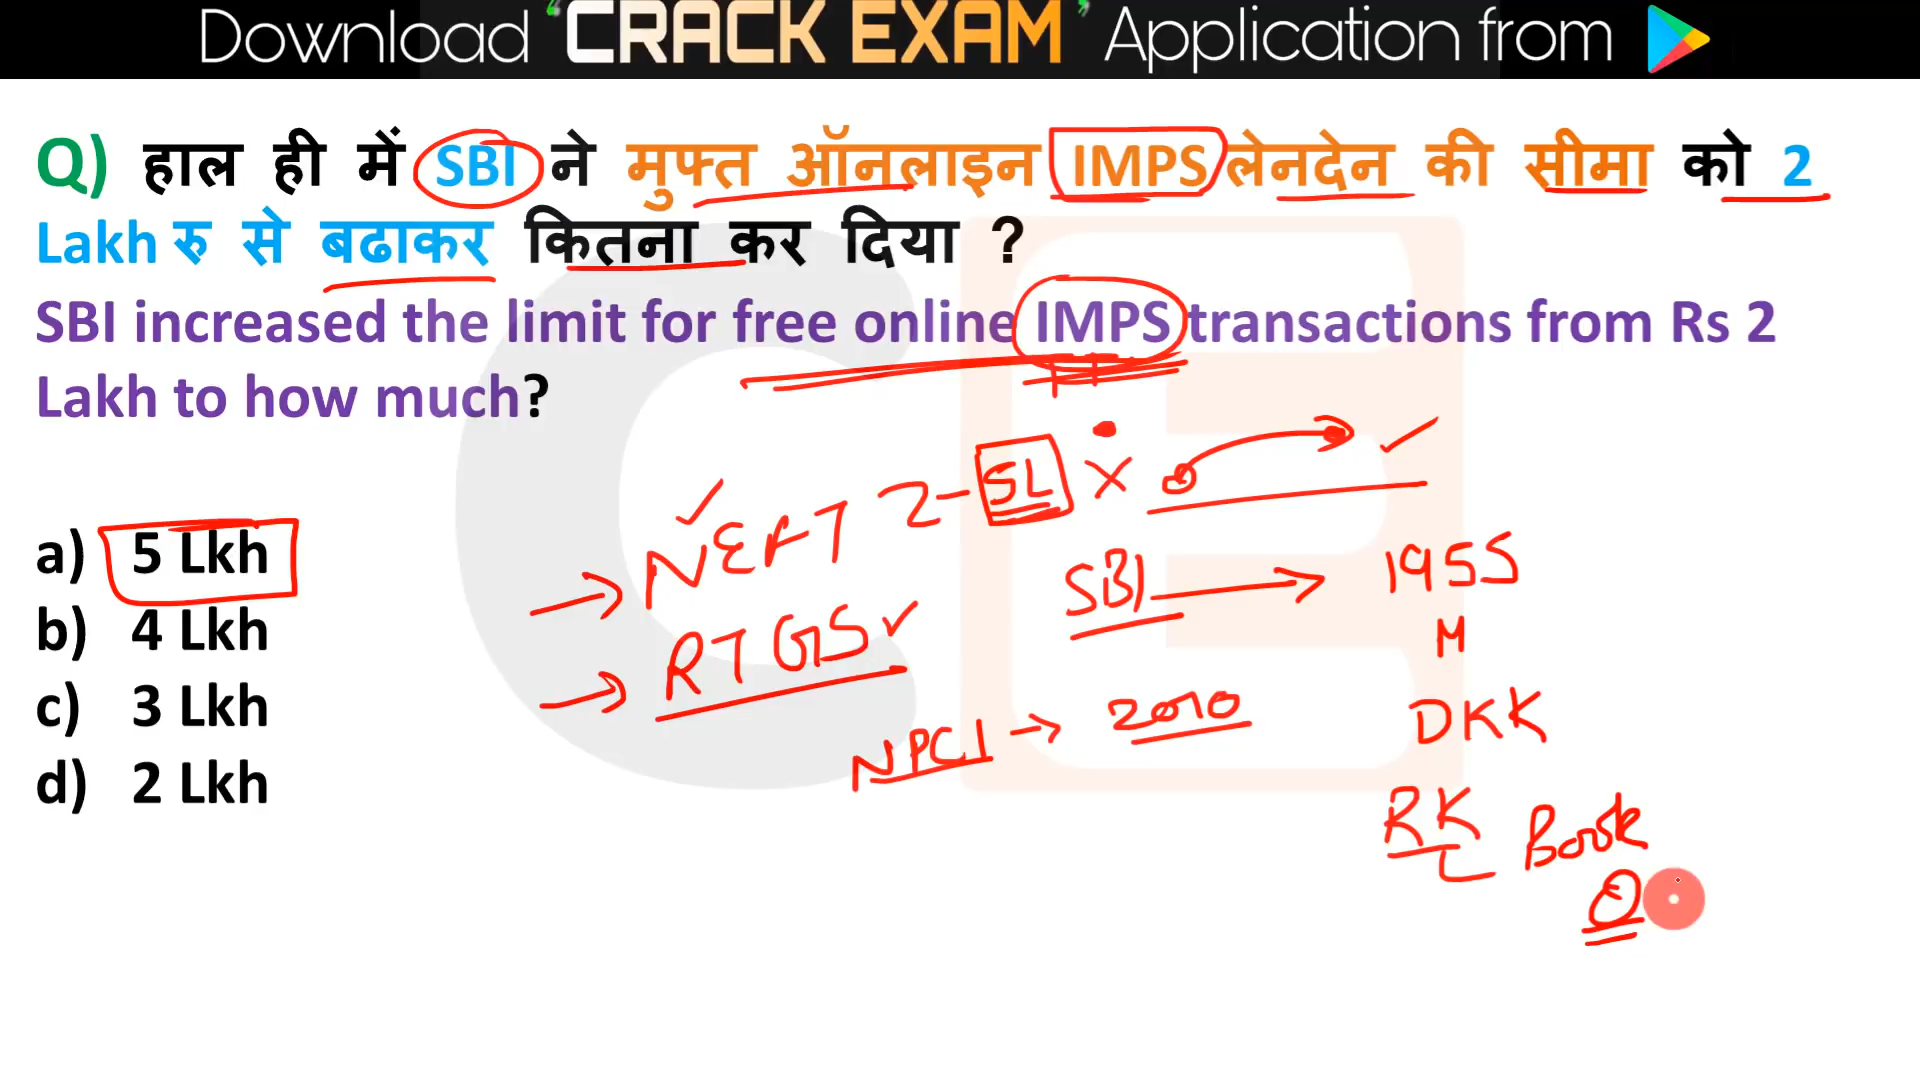 Download ‘CRACK EXAM’ Application from
Q) हाल ही में SBI ने मुफ्त ऑनलाइन IMPS लेनदेन की सीमा को 2
Lakh रु से बढाकर कितना कर दिया ?
SBI increased the limit for free online IMPS transactions from Rs 2
Lakh to how much?
a) 5 Lkh
b) 4 Lkh
c) 3 Lkh
d) 2 Lkh
NEFT 2-5L X
RTGS
NPCI → 2010
SBI → 1955
M
DKK
RK
Book